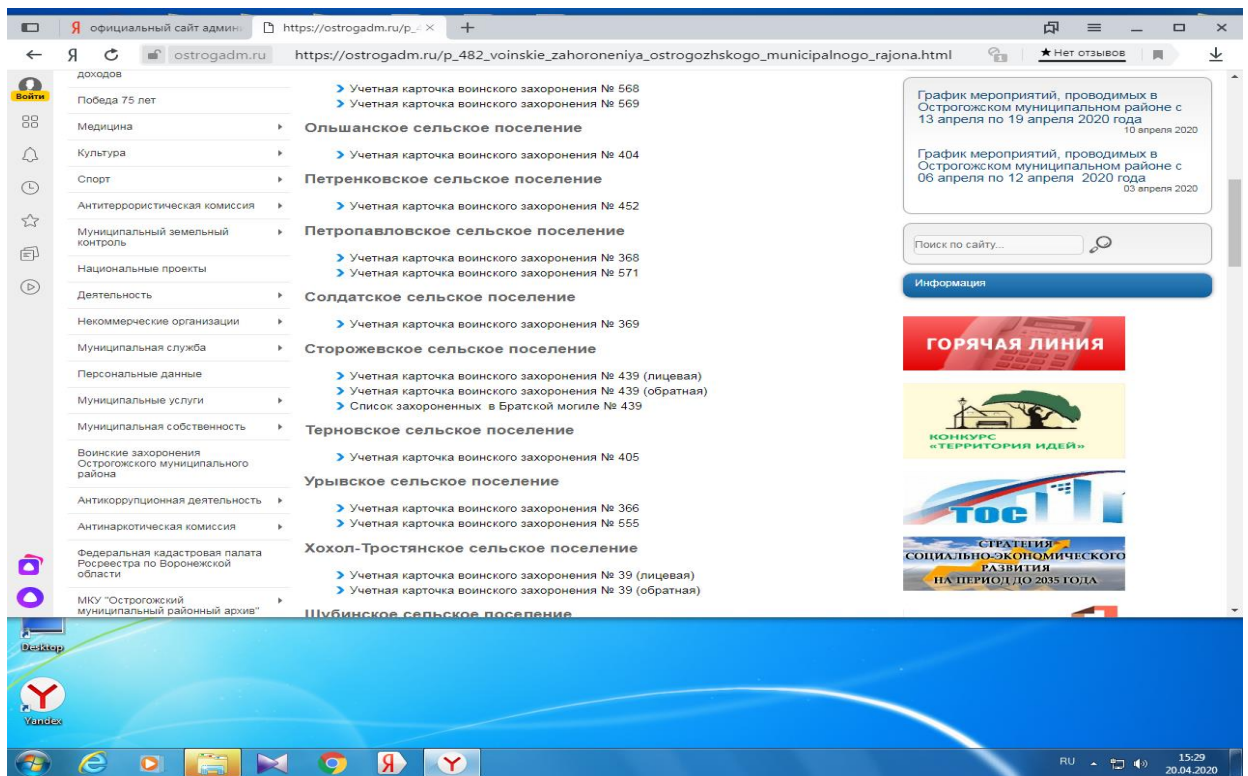 официальный сайт админи
https://ostrogadm.ru/p_4
ostrogadm.ru
https://ostrogadm.ru/p_482_voinskie_zahoroneniya_ostrogozhskogo_municipalnogo_rajona.html
★ Нет отзывов
Войти
доходов
Победа 75 лет
Медицина
Культура
Спорт
Антитеррористическая комиссия
Муниципальный земельный
контроль
Национальные проекты
Деятельность
Некоммерческие организации
Муниципальная служба
Персональные данные
Муниципальные услуги
Муниципальная собственность
Воинские захоронения
Острогожского муниципального
района
Антикоррупционная деятельность
Антинаркотическая комиссия
Федеральная кадастровая палата
Росреестра по Воронежской
области
МКУ "Острогожский
муниципальный районный архив"
Учетная карточка воинского захоронения № 568
Учетная карточка воинского захоронения № 569
Ольшанское сельское поселение
Учетная карточка воинского захоронения № 404
Петренковское сельское поселение
Учетная карточка воинского захоронения № 452
Петропавловское сельское поселение
Учетная карточка воинского захоронения № 368
Учетная карточка воинского захоронения № 571
Солдатское сельское поселение
Учетная карточка воинского захоронения № 369
Сторожевское сельское поселение
Учетная карточка воинского захоронения № 439 (лицевая)
Учетная карточка воинского захоронения № 439 (обратная)
Список захороненных в Братской могиле № 439
Терновское сельское поселение
Учетная карточка воинского захоронения № 405
Урывское сельское поселение
Учетная карточка воинского захоронения № 366
Учетная карточка воинского захоронения № 555
Хохол-Тростянское сельское поселение
Учетная карточка воинского захоронения № 39 (лицевая)
Учетная карточка воинского захоронения № 39 (обратная)
Шубинское сельское поселение
График мероприятий, проводимых в
Острогожском муниципальном районе с
13 апреля по 19 апреля 2020 года
10 апреля 2020
График мероприятий, проводимых в
Острогожском муниципальном районе с
06 апреля по 12 апреля 2020 года
03 апреля 2020
Поиск по сайту...
Информация
ГОРЯЧАЯ ЛИНИЯ
КОНКУРС
«ТЕРРИТОРИЯ ИДЕЙ»
ТОС
СТРАТЕГИЯ
СОЦИАЛЬНО-ЭКОНОМИЧЕСКОГО
РАЗВИТИЯ
НА ПЕРИОД ДО 2035 ГОДА
Desktop
Yandex
RU
15:29
20.04.2020